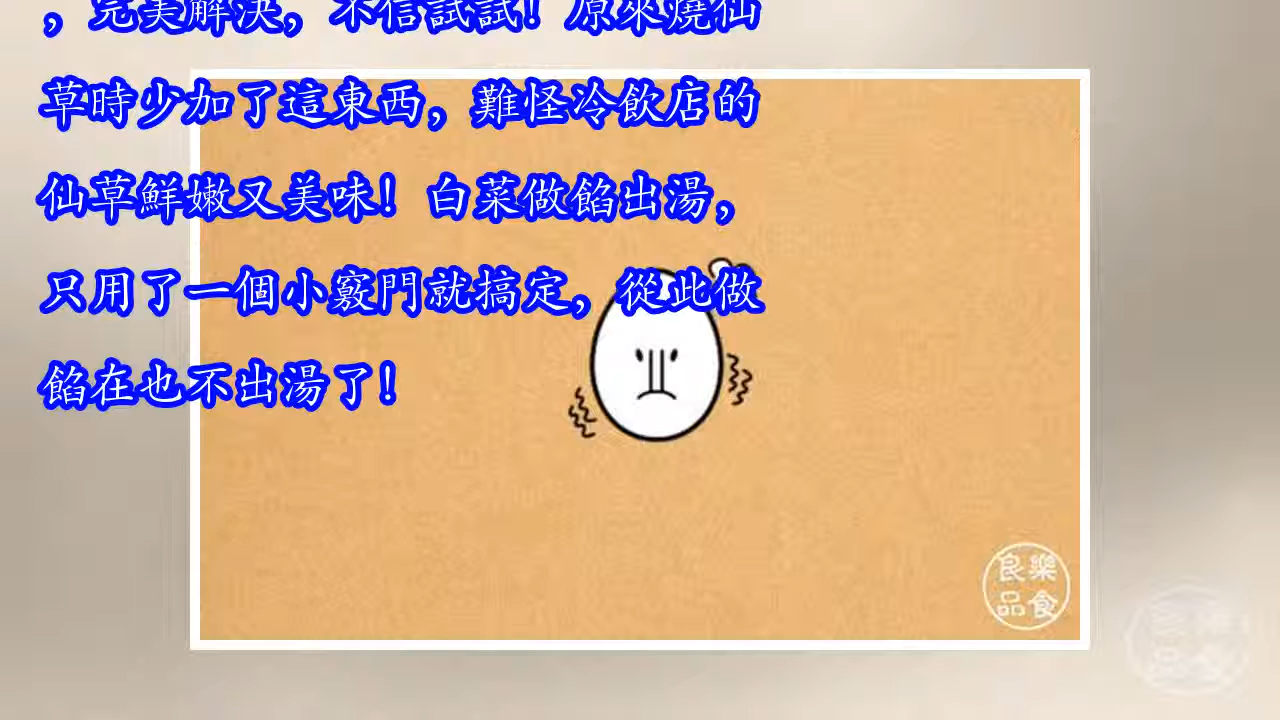 ，完美解決，不信試試！原來燒仙
草時少加了這東西，難怪冷飲店的
仙草鮮嫩又美味！白菜做餡出湯，
只用了一個小竅門就搞定，從此做
餡在也不出湯了！
良樂
品食